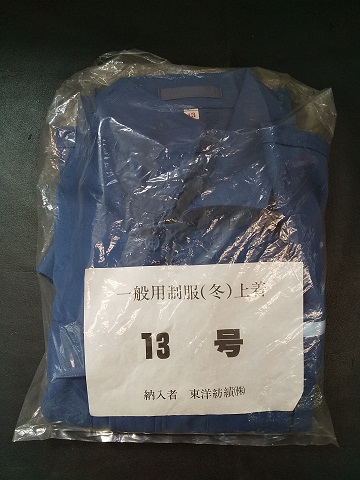 一般用制服(冬)上着
13 号
納入者 東洋紡績㈱